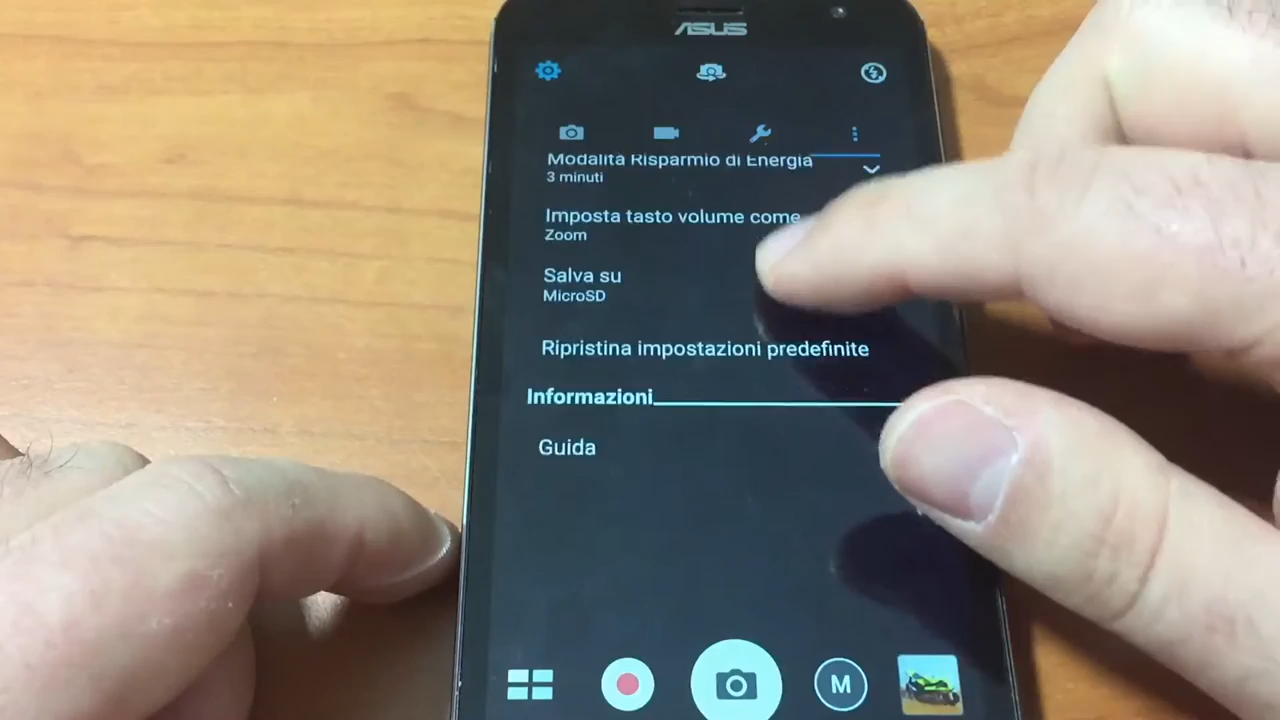 ASUS
Modalità Risparmio di Energia
3 minuti
Imposta tasto volume come
Zoom
Salva su
MicroSD
Ripristina impostazioni predefinite
Informazioni
Guida
M